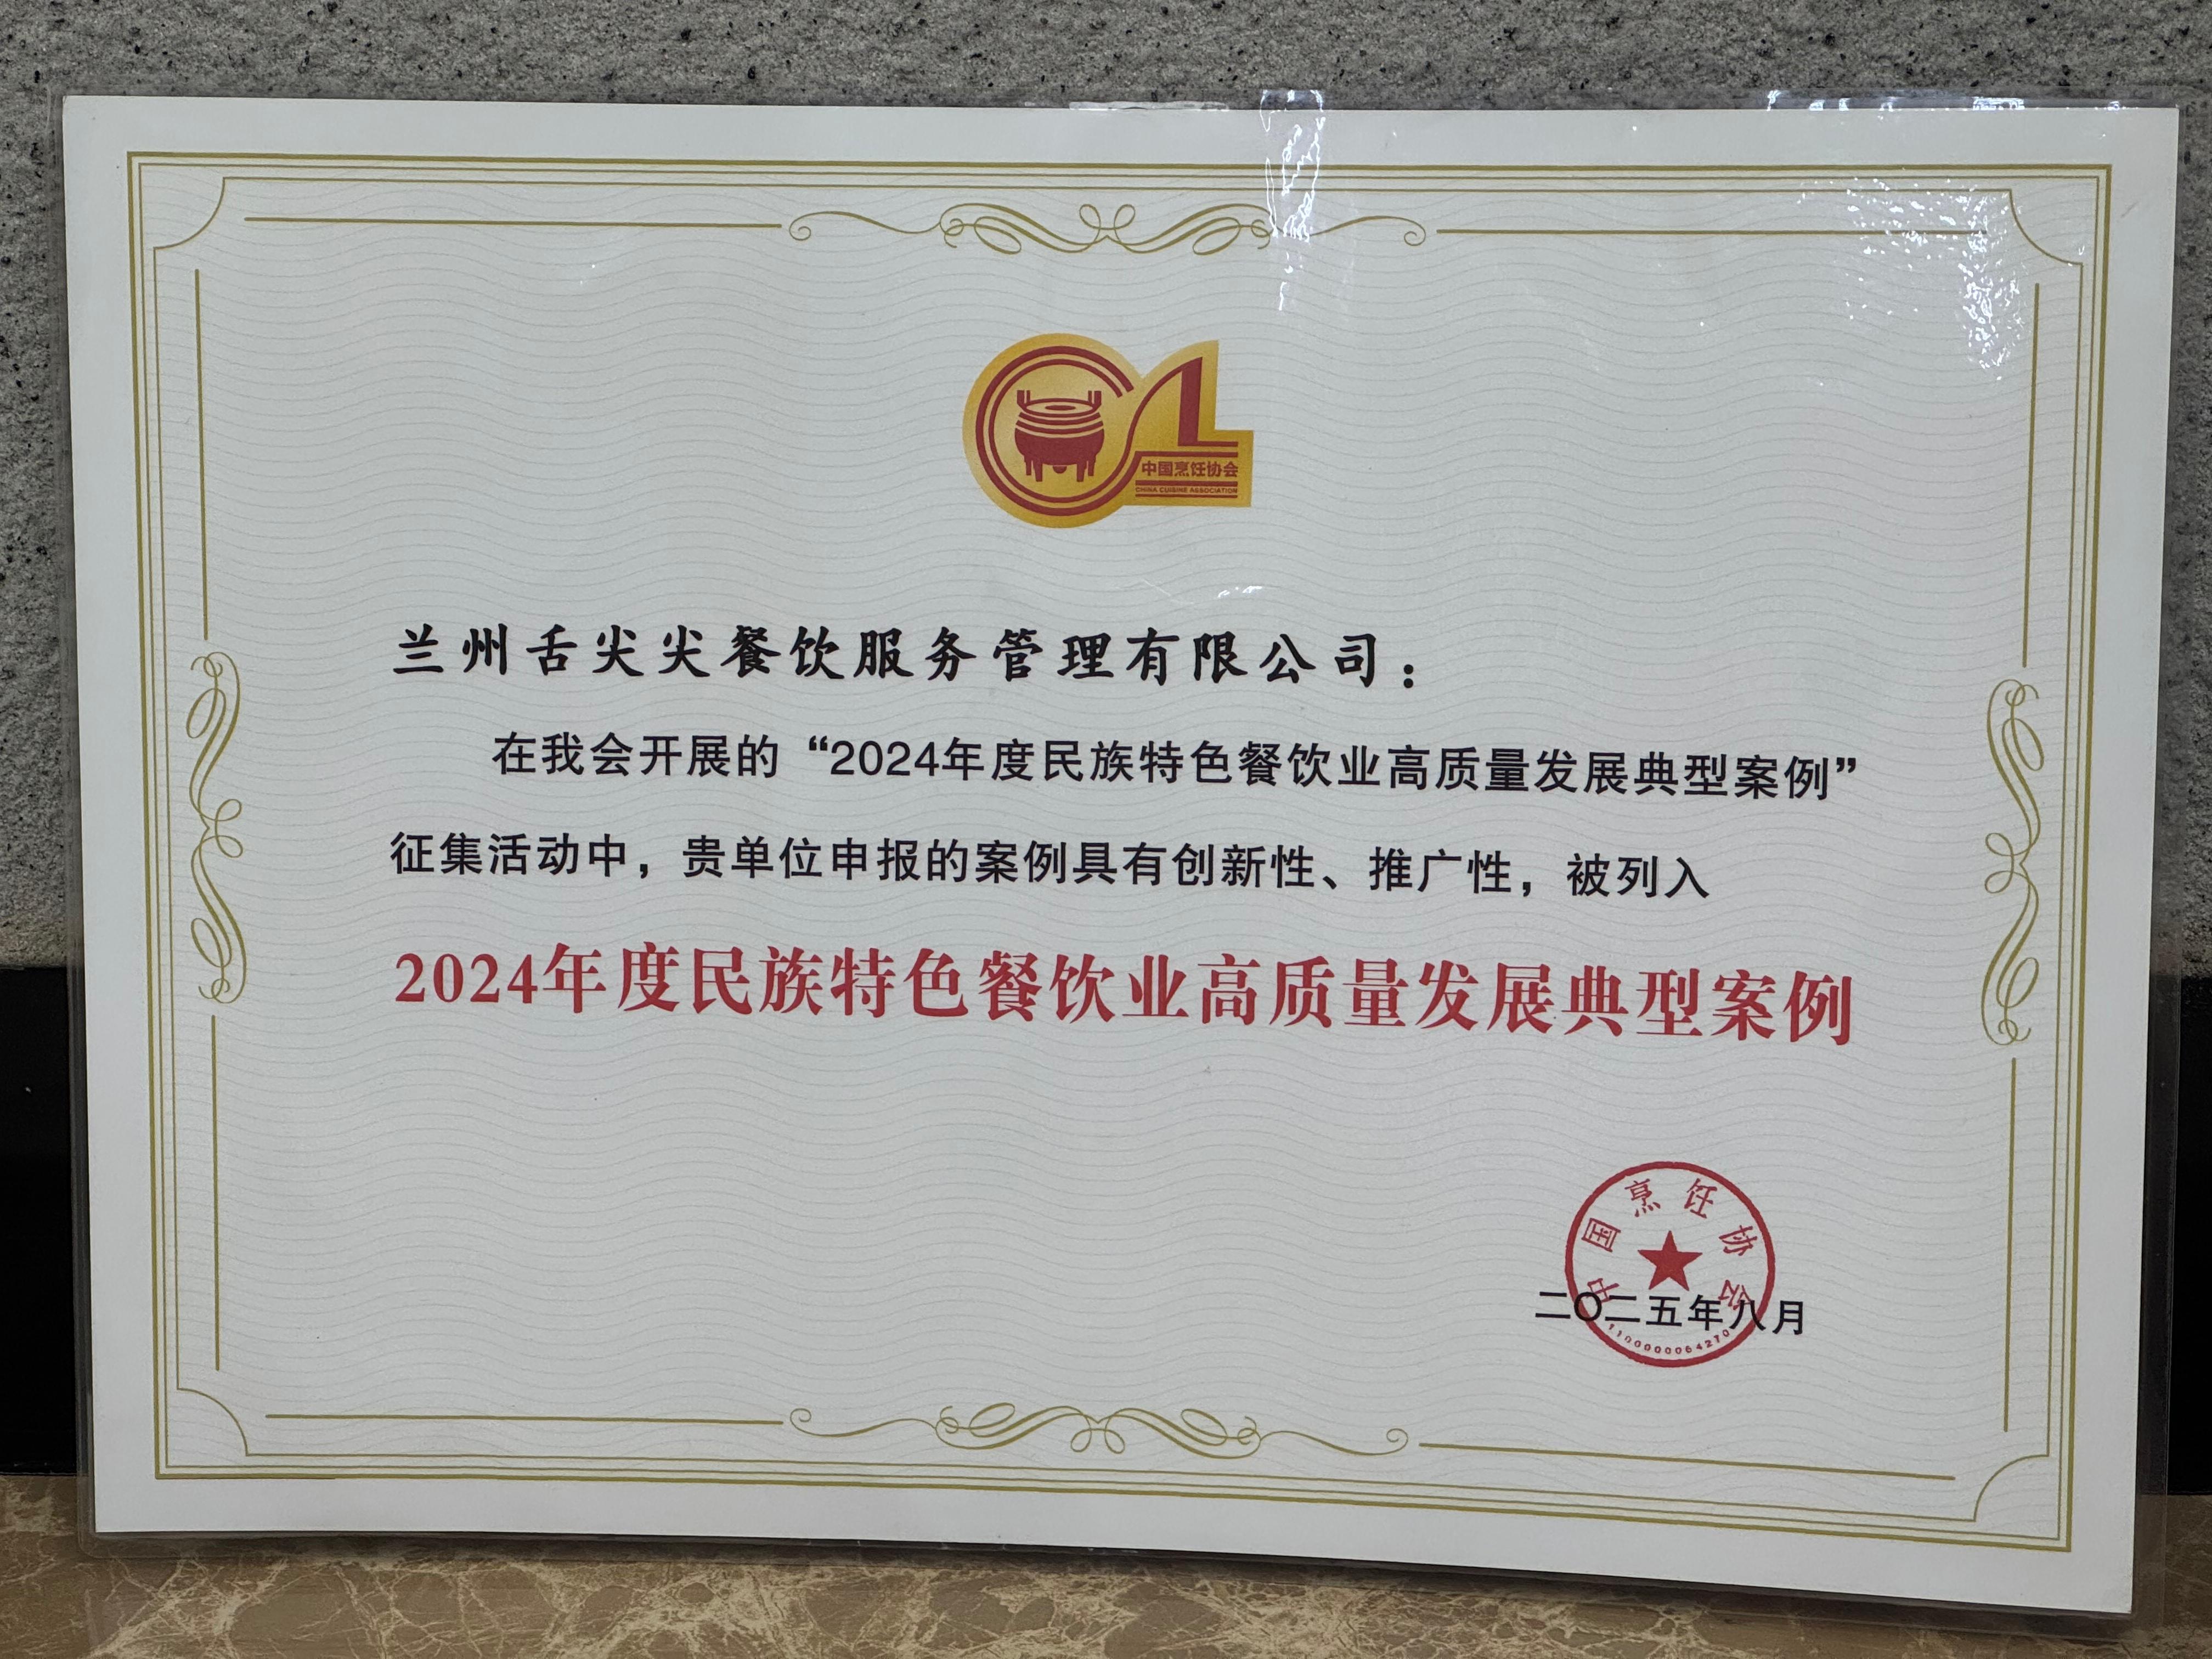 中国烹饪协会
CHINA CUISINE ASSOCIATION
兰州舌尖尖餐饮服务管理有限公司：
在我会开展的“2024年度民族特色餐饮业高质量发展典型案例”
征集活动中，贵单位申报的案例具有创新性、推广性，被列入
2024年度民族特色餐饮业高质量发展典型案例
中国烹饪协会
二〇二五年八月